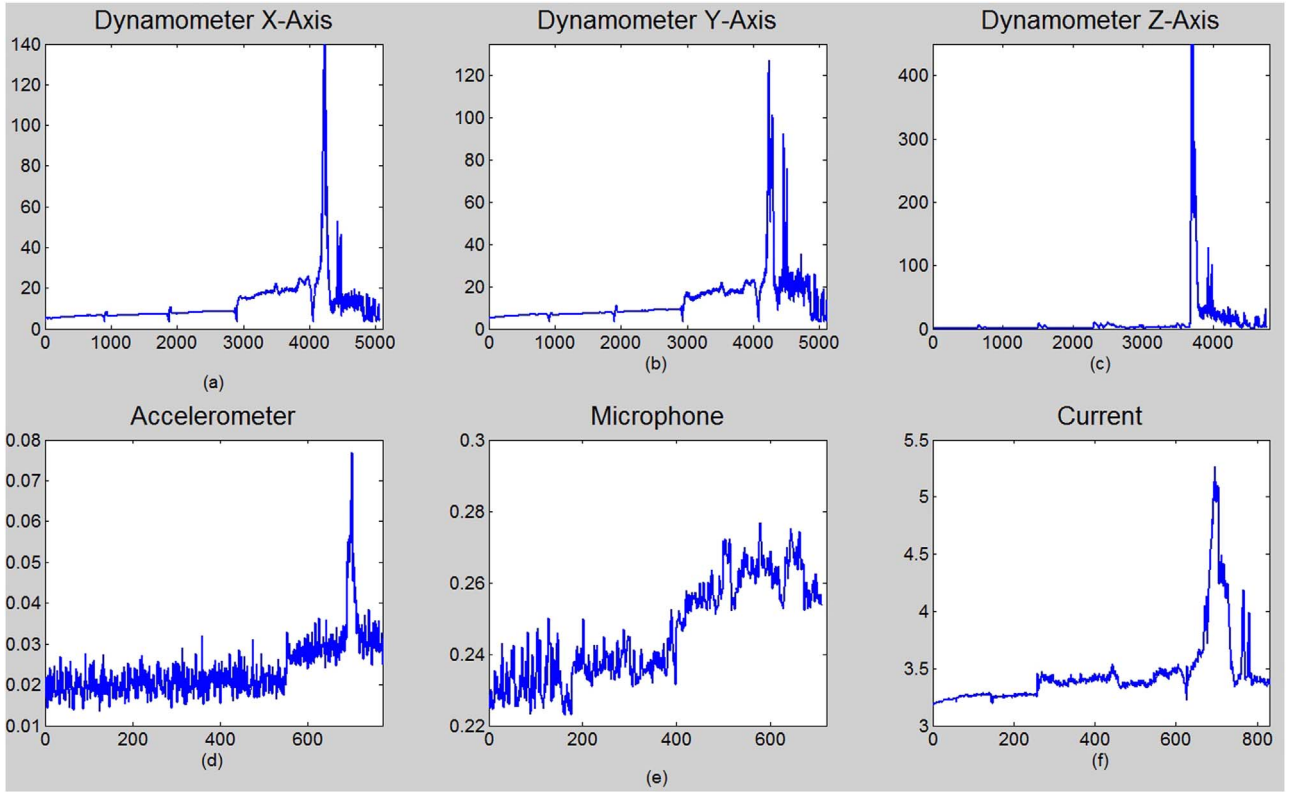 Dynamometer X-Axis
140
120
100
80
60
40
20
0
0 1000 2000 3000 4000 5000
(a)
Dynamometer Y-Axis
120
100
80
60
40
20
0
0 1000 2000 3000 4000 5000
(b)
Dynamometer Z-Axis
400
300
200
100
0
0 1000 2000 3000 4000
(c)
Accelerometer
0.08
0.07
0.06
0.05
0.04
0.03
0.02
0.01
0 200 400 600
(d)
Microphone
0.3
0.28
0.26
0.24
0.22
0 200 400 600
(e)
Current
5.5
5
4.5
4
3.5
3
0 200 400 600 800
(f)